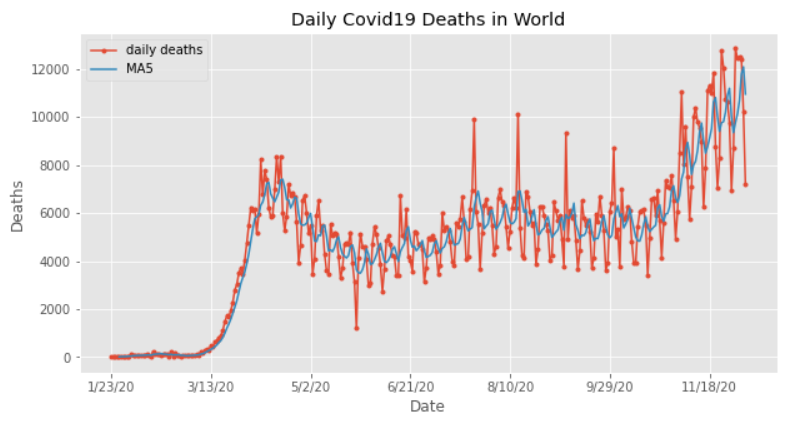 Daily Covid19 Deaths in World
daily deaths
MA5
12000
10000
8000
6000
4000
2000
0
Deaths
1/23/20 3/13/20 5/2/20 6/21/20 8/10/20 9/29/20 11/18/20
Date